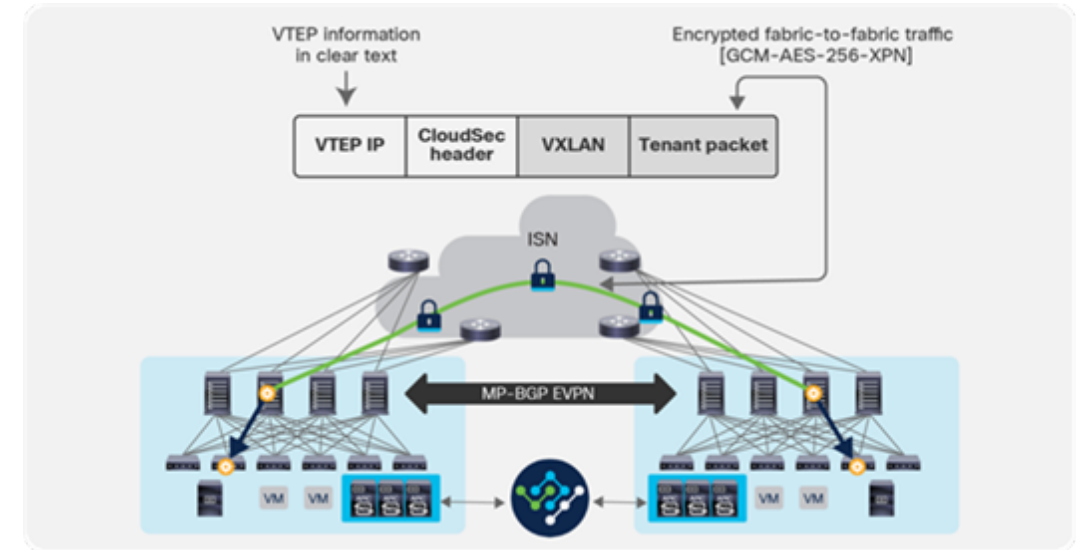 VTEP information
in clear text
Encrypted fabric-to-fabric traffic
[GCM-AES-256-XPN]
VTEP IP
CloudSec
header
VXLAN
Tenant packet
ISN
MP-BGP EVPN
VM
VM
VM
VM